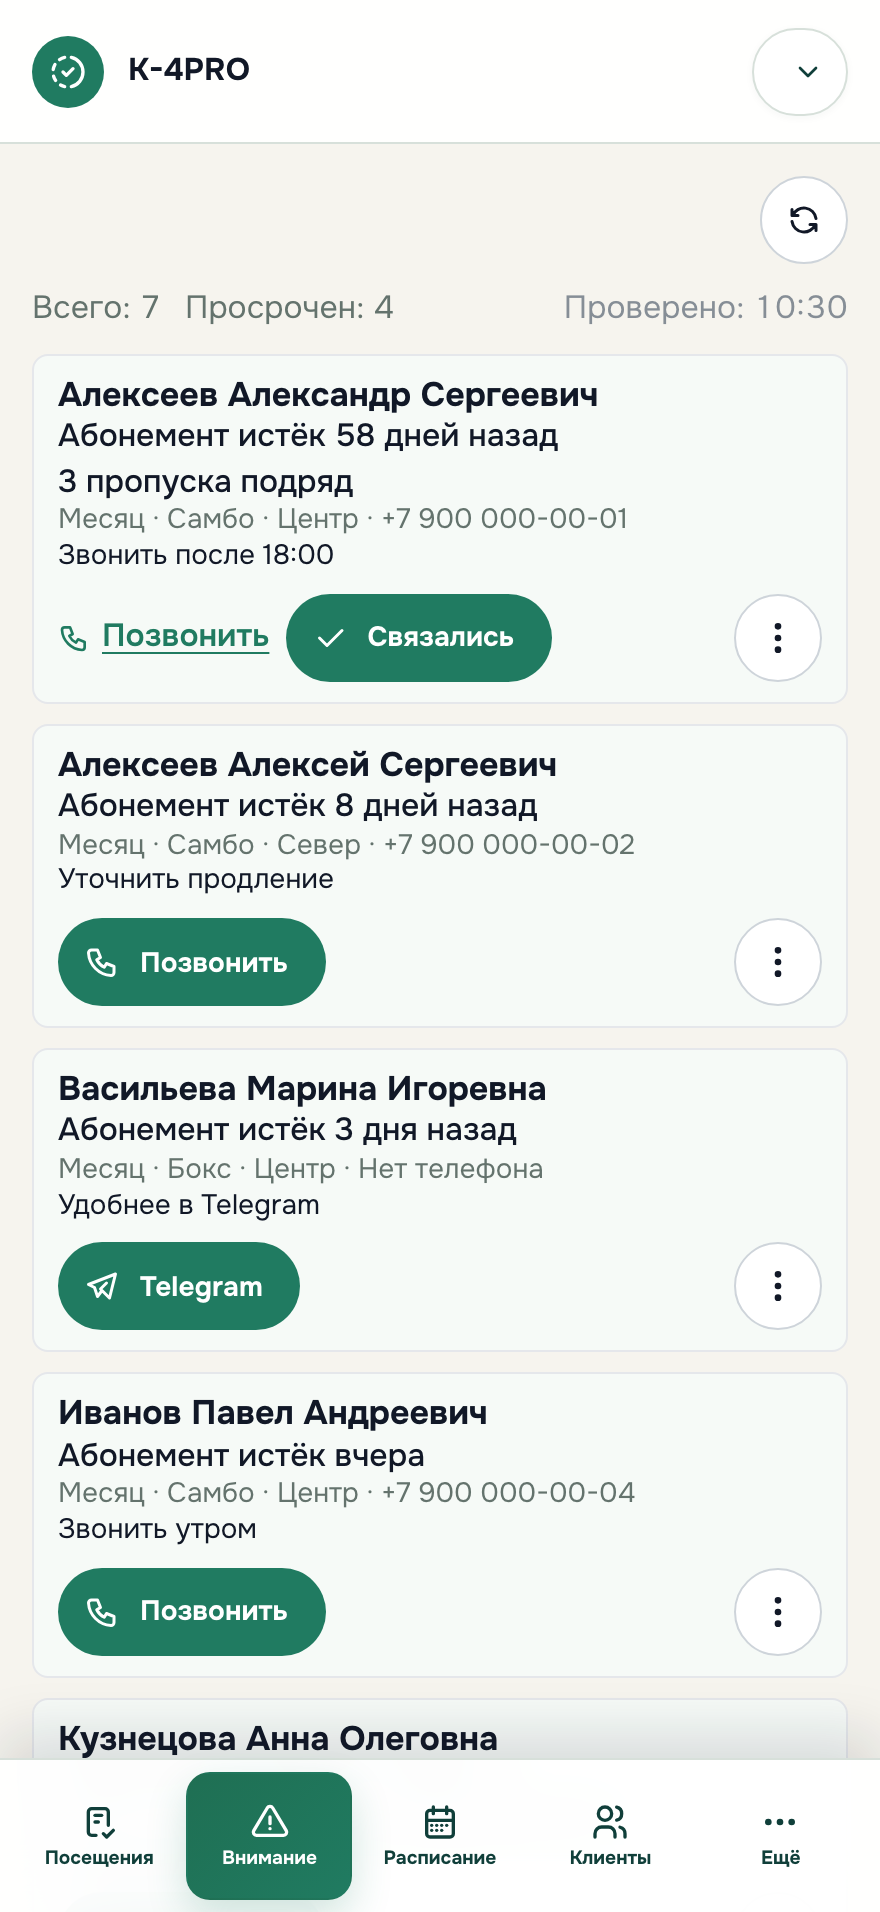 K-4PRO
Всего: 7 Просрочен: 4 Проверено: 10:30
Алексеев Александр Сергеевич
Абонемент истёк 58 дней назад
3 пропуска подряд
Месяц · Самбо · Центр · +7 900 000-00-01
Звонить после 18:00
Позвонить Связались
Алексеев Алексей Сергеевич
Абонемент истёк 8 дней назад
Месяц · Самбо · Север · +7 900 000-00-02
Уточнить продление
Позвонить
Васильева Марина Игоревна
Абонемент истёк 3 дня назад
Месяц · Бокс · Центр · Нет телефона
Удобнее в Telegram
Telegram
Иванов Павел Андреевич
Абонемент истёк вчера
Месяц · Самбо · Центр · +7 900 000-00-04
Звонить утром
Позвонить
Кузнецова Анна Олеговна
Посещения Внимание Расписание Клиенты Ещё